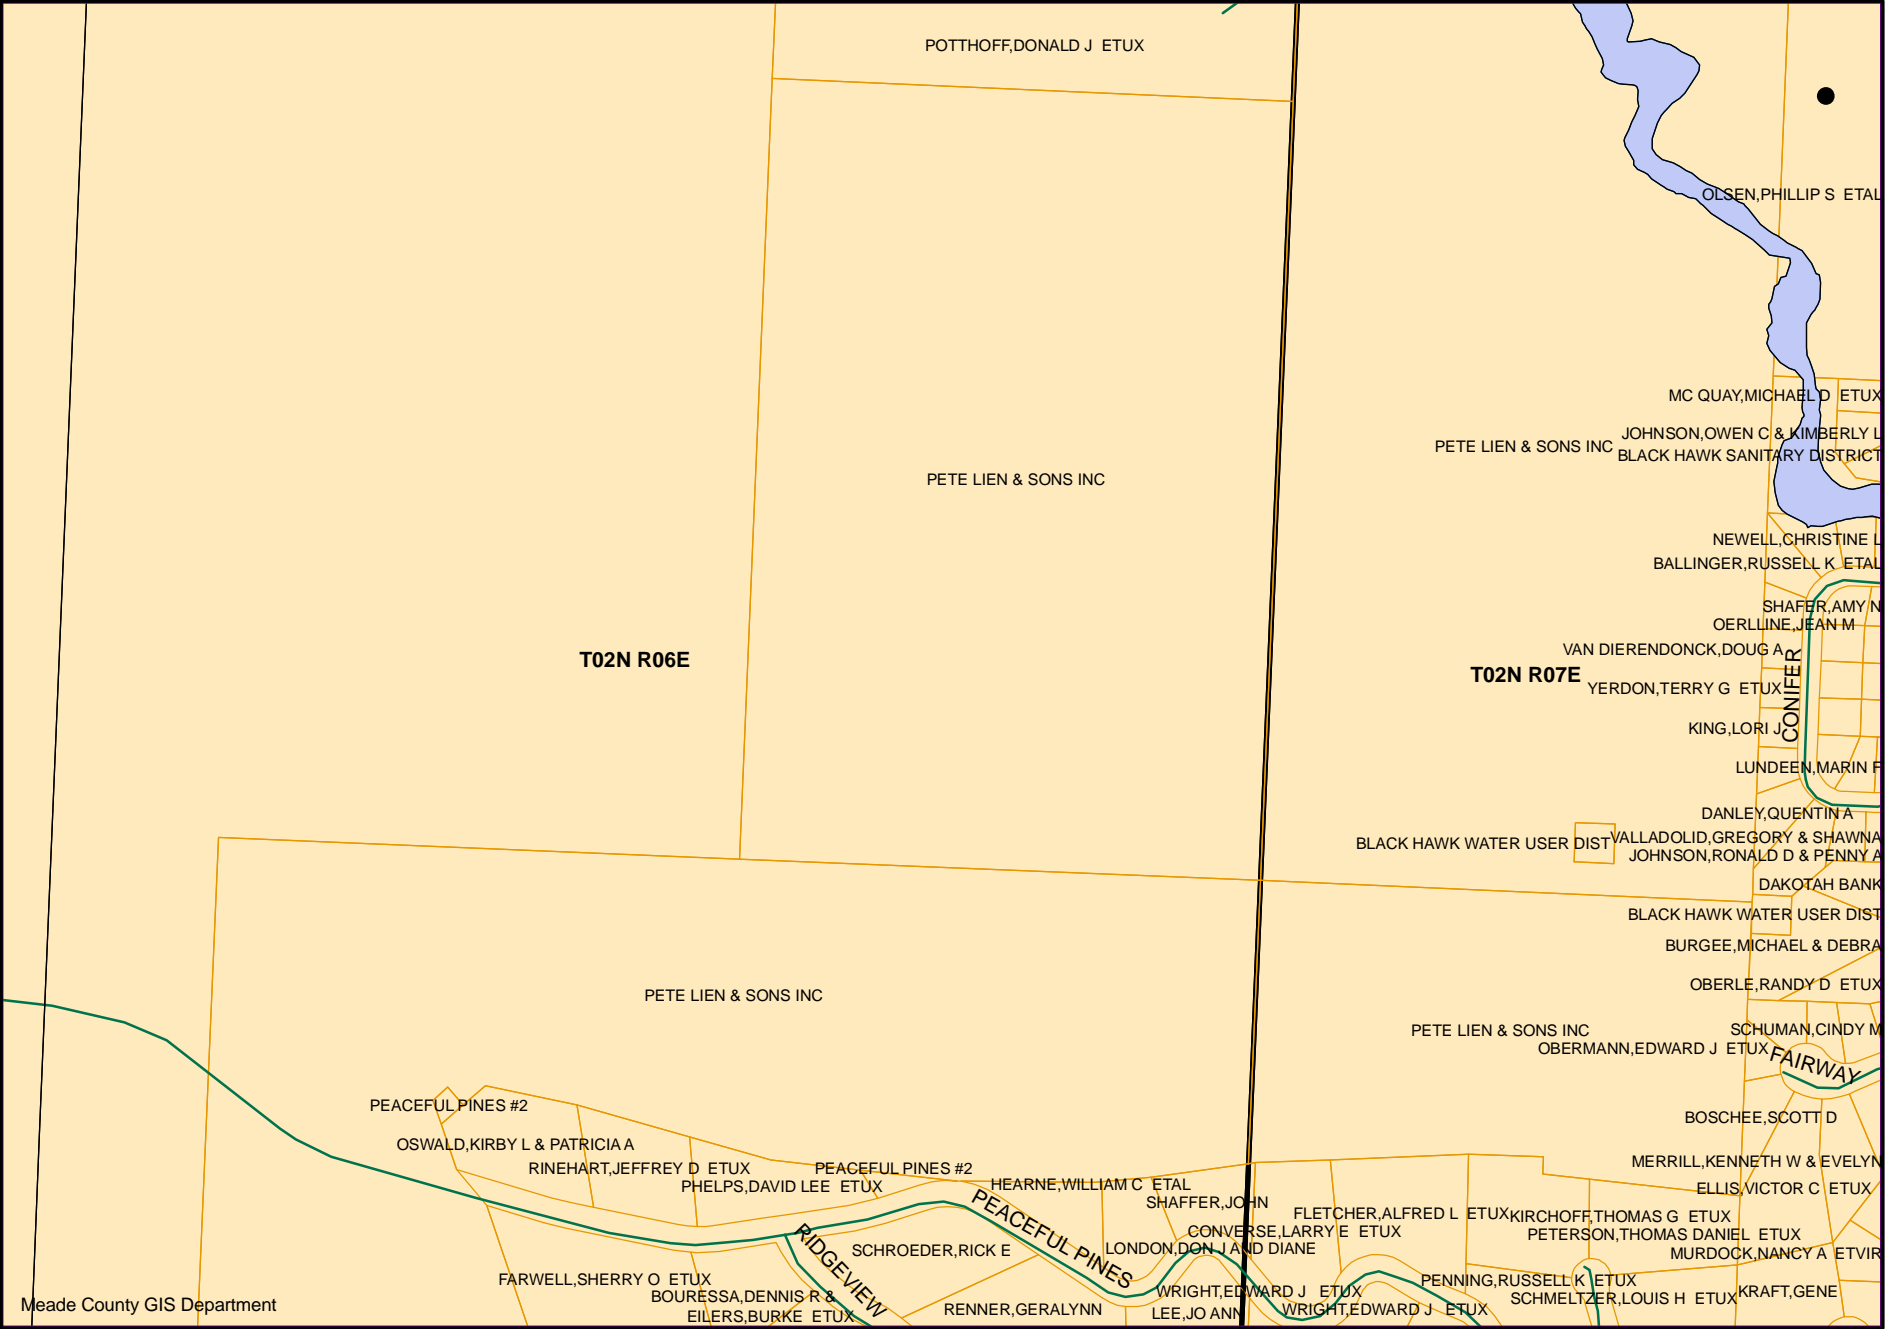 POTTHOFF,DONALD J  ETUX
OLSEN,PHILLIP S  ETAL
MC QUAY,MICHAEL D  ETUX
JOHNSON,OWEN C & KIMBERLY L
PETE LIEN & SONS INC
BLACK HAWK SANITARY DISTRICT
PETE LIEN & SONS INC
NEWELL,CHRISTINE L
BALLINGER,RUSSELL K  ETAL
SHAFER,AMY N
OERLLINE,JEAN M
VAN DIERENDONCK,DOUG A
T02N R06E
T02N R07E
YERDON,TERRY G  ETUX
CONIFER
KING,LORI J
LUNDEEN,MARIN F
DANLEY,QUENTIN A
BLACK HAWK WATER USER DIST
VALLADOLID,GREGORY & SHAWNA
JOHNSON,RONALD D & PENNY A
DAKOTAH BANK
BLACK HAWK WATER USER DIST
BURGEE,MICHAEL & DEBRA
OBERLE,RANDY D  ETUX
PETE LIEN & SONS INC
PETE LIEN & SONS INC
SCHUMAN,CINDY M
OBERMANN,EDWARD J  ETUX
FAIRWAY
PEACEFUL PINES #2
BOSCHEE,SCOTT D
OSWALD,KIRBY L & PATRICIA A
RINEHART,JEFFREY D  ETUX
PEACEFUL PINES #2
MERRILL,KENNETH W & EVELYN
PHELPS,DAVID LEE  ETUX
HEARNE,WILLIAM C  ETAL
ELLIS,VICTOR C  ETUX
SHAFFER,JOHN
FLETCHER,ALFRED L  ETUX
KIRCHOFF,THOMAS G  ETUX
CONVERSE,LARRY E  ETUX
PETERSON,THOMAS DANIEL  ETUX
PEACEFUL PINES
LONDON,DON J AND DIANE
SCHROEDER,RICK E
MURDOCK,NANCY A  ETVIR
RIDGEVIEW
FARWELL,SHERRY O  ETUX
PENNING,RUSSELL K  ETUX
WRIGHT,EDWARD J  ETUX
KRAFT,GENE
BOURESSA,DENNIS R &
SCHMELTZER,LOUIS H  ETUX
Meade County GIS Department
RENNER,GERALYNN
LEE,JO ANN
WRIGHT,EDWARD J  ETUX
EILERS,BURKE  ETUX